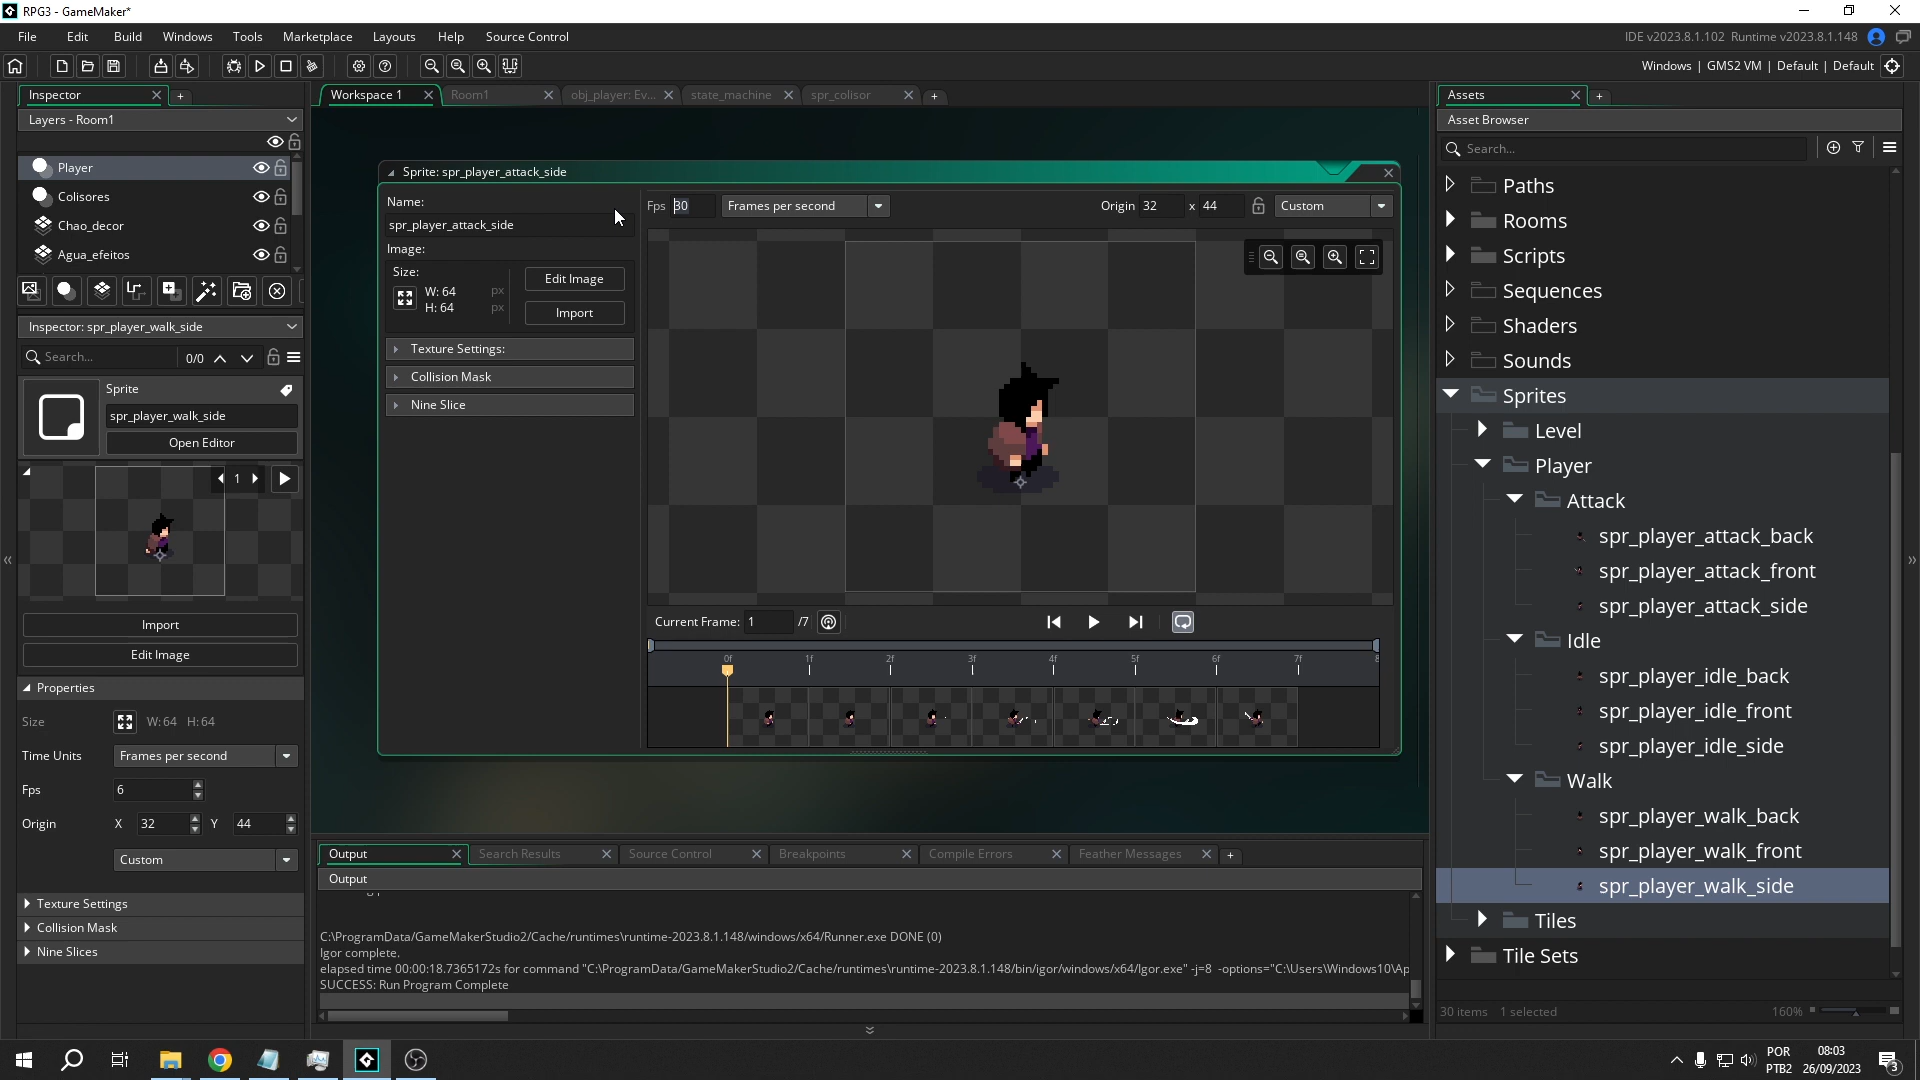 RPG3 - GameMaker*
File Edit Build Windows Tools Marketplace Layouts Help Source Control
IDE v2023.8.1.102 Runtime v2023.8.1.148
Windows | GMS2 VM | Default | Default
Inspector
Layers - Room1
Player
Colisores
Chao_decor
Agua_efeitos
Inspector: spr_player_walk_side
Search... 0/0
Sprite
spr_player_walk_side
Open Editor
1
Import
Edit Image
Properties
Size W: 64 H: 64
Time Units Frames per second
Fps 6
Origin X 32 Y 44
Custom
Texture Settings
Collision Mask
Nine Slices
Workspace 1 Room1 obj_player: Ev... state_machine spr_colisor
Sprite: spr_player_attack_side
Name:
spr_player_attack_side
Image:
Size:
W: 64 px
H: 64 px
Edit Image
Import
Texture Settings:
Collision Mask
Nine Slice
Fps 30 Frames per second
Origin 32 x 44 Custom
Current Frame: 1 /7
0f 1f 2f 3f 4f 5f 6f 7f 8
Output Search Results Source Control Breakpoints Compile Errors Feather Messages
Output
C:\ProgramData/GameMakerStudio2/Cache/runtimes\runtime-2023.8.1.148/windows/x64/Runner.exe DONE (0)
Igor complete.
elapsed time 00:00:18.7365172s for command "C:\ProgramData/GameMakerStudio2/Cache/runtimes\runtime-2023.8.1.148/bin/igor/windows/x64/Igor.exe" -j=8 -options="C:\Users\Windows10\Ap
SUCCESS: Run Program Complete
Assets
Asset Browser
Search...
Paths
Rooms
Scripts
Sequences
Shaders
Sounds
Sprites
Level
Player
Attack
spr_player_attack_back
spr_player_attack_front
spr_player_attack_side
Idle
spr_player_idle_back
spr_player_idle_front
spr_player_idle_side
Walk
spr_player_walk_back
spr_player_walk_front
spr_player_walk_side
Tiles
Tile Sets
30 items 1 selected 160%
POR
PTB2
08:03
26/09/2023
3